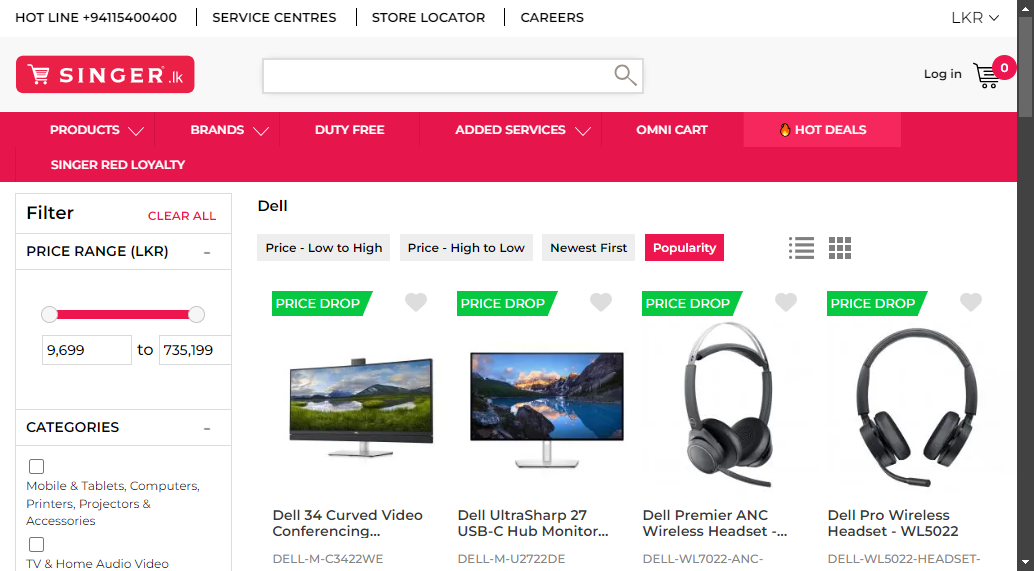 HOT LINE +94115400400
SERVICE CENTRES
STORE LOCATOR
CAREERS
LKR
SINGER.lk
Log in
0
PRODUCTS
BRANDS
DUTY FREE
ADDED SERVICES
OMNI CART
HOT DEALS
SINGER RED LOYALTY
Filter
CLEAR ALL
PRICE RANGE (LKR)
-
9,699 to 735,199
CATEGORIES
-
Mobile & Tablets, Computers,
Printers, Projectors &
Accessories
TV & Home Audio Video
Dell
Price - Low to High
Price - High to Low
Newest First
Popularity
PRICE DROP
PRICE DROP
PRICE DROP
PRICE DROP
Dell 34 Curved Video
Conferencing...
DELL-M-C3422WE
Dell UltraSharp 27
USB-C Hub Monitor...
DELL-M-U2722DE
Dell Premier ANC
Wireless Headset -...
DELL-WL7022-ANC-
Dell Pro Wireless
Headset - WL5022
DELL-WL5022-HEADSET-